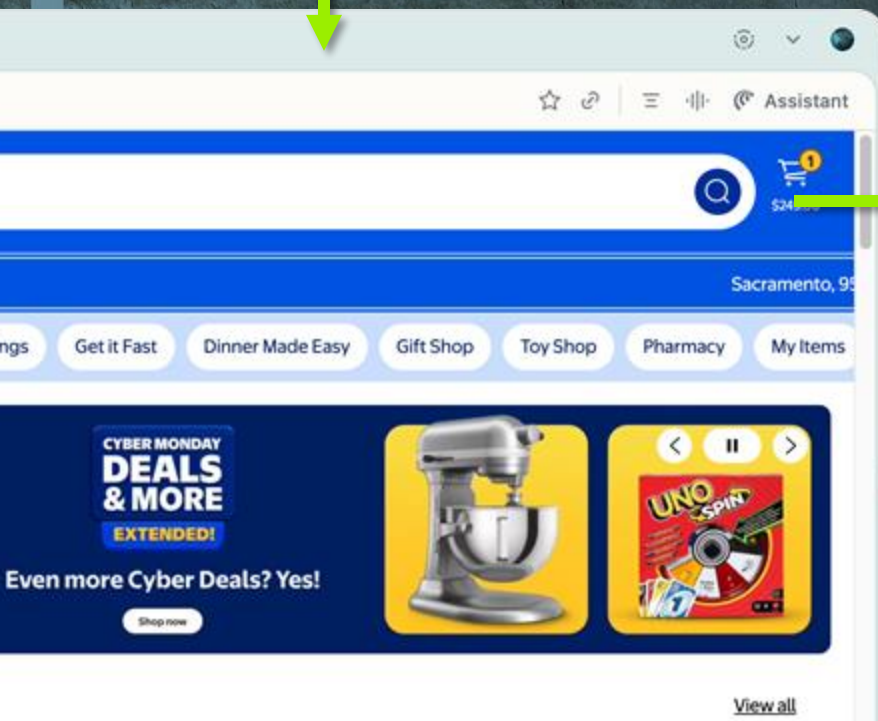 Assistant
1
Sacramento, 95
ngs
Get it Fast
Dinner Made Easy
Gift Shop
Toy Shop
Pharmacy
My Items
CYBER MONDAY
DEALS
& MORE
EXTENDED!
Even more Cyber Deals? Yes!
Shop now
UNO
SPIN
View all